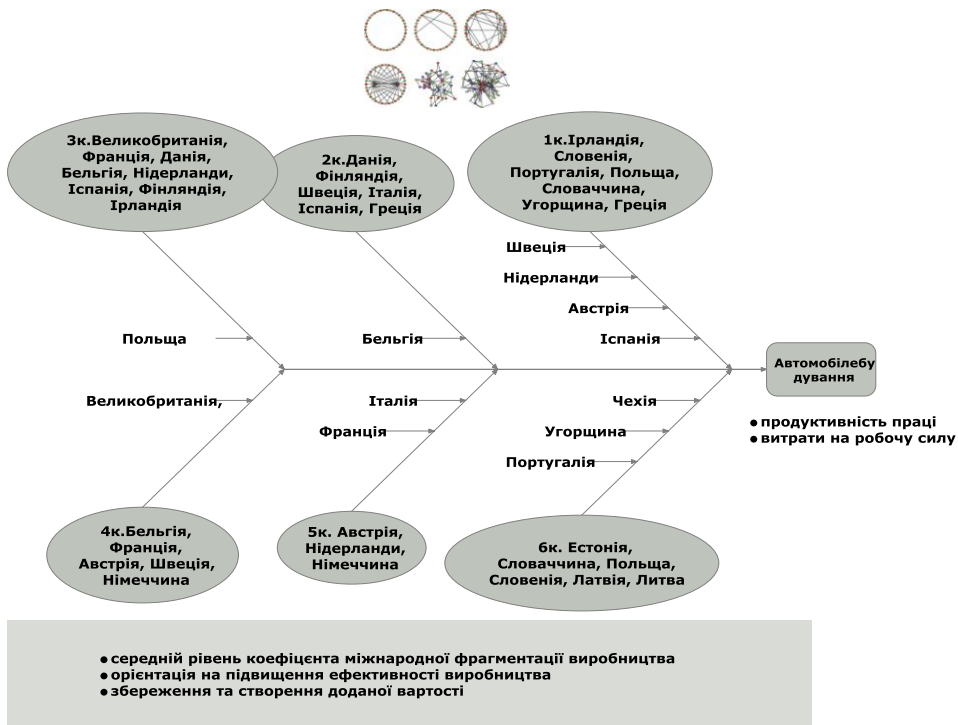 3к.Великобританія,
Франція, Данія,
Бельгія, Нідерланди,
Іспанія, Фінляндія,
Ірландія
2к.Данія,
Фінляндія,
Швеція, Італія,
Іспанія, Греція
1к.Ірландія,
Словенія,
Португалія, Польща,
Словаччина,
Угорщина, Греція
Швеція
Нідерланди
Австрія
Польща
Бельгія
Іспанія
Автомобілебу
дування
Великобританія,
Італія
Чехія
Франція
Угорщина
Португалія
● продуктивність праці
● витрати на робочу силу
4к.Бельгія,
Франція,
Австрія, Швеція,
Німеччина
5к. Австрія,
Нідерланди,
Німеччина
6к. Естонія,
Словаччина, Польща,
Словенія, Латвія, Литва
● середній рівень коефіцєнта міжнародної фрагментації виробництва
● орієнтація на підвищення ефективності виробництва
● збереження та створення доданої вартості